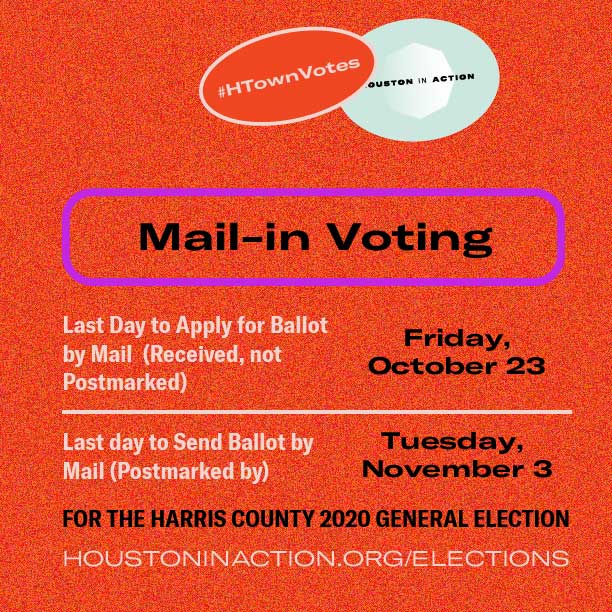 #HTownVotes
OUSTON IN ACTION
Mail-in Voting
Last Day to Apply for Ballot
by Mail (Received, not
Postmarked)
Friday,
October 23
Last day to Send Ballot by
Mail (Postmarked by)
Tuesday,
November 3
FOR THE HARRIS COUNTY 2020 GENERAL ELECTION
HOUSTONINACTION.ORG/ELECTIONS